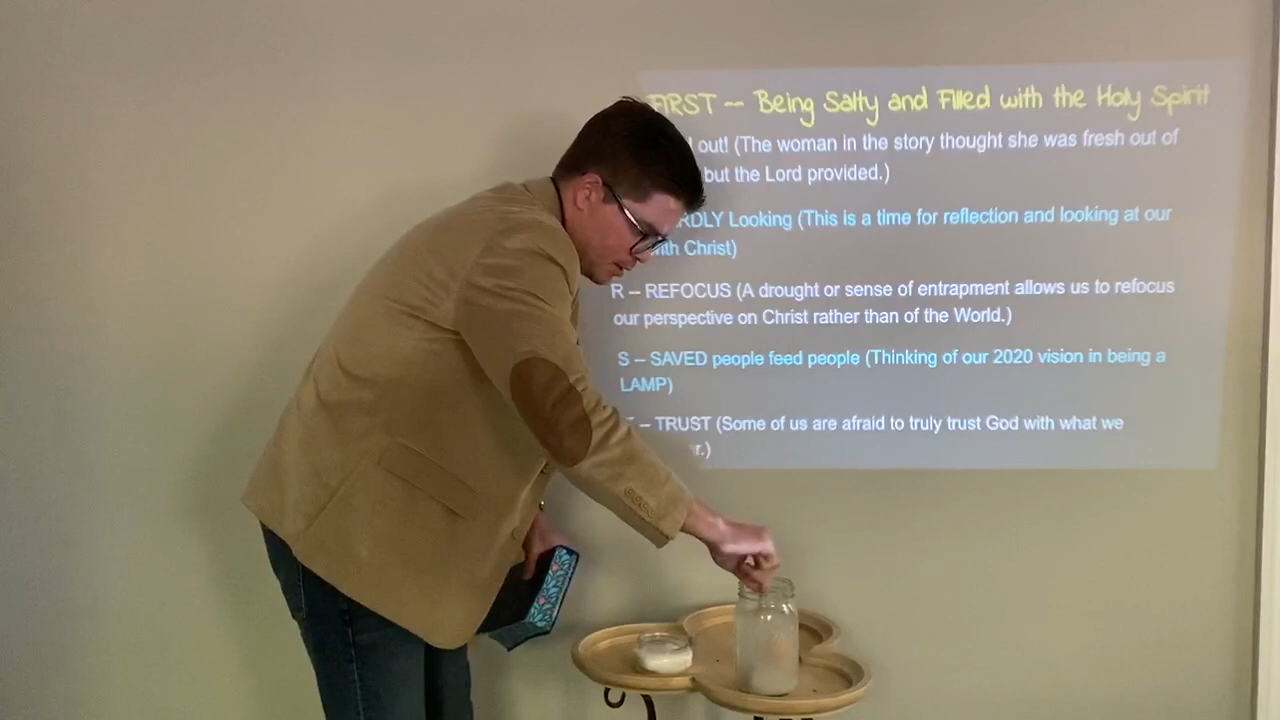 FIRST -- Being Salty and Filled with the Holy Spirit
out! (The woman in the story thought she was fresh out of
but the Lord provided.)
RDLY Looking (This is a time for reflection and looking at our
with Christ)
R – REFOCUS (A drought or sense of entrapment allows us to refocus
our perspective on Christ rather than of the World.)
S – SAVED people feed people (Thinking of our 2020 vision in being a
LAMP)
T – TRUST (Some of us are afraid to truly trust God with what we
r.)